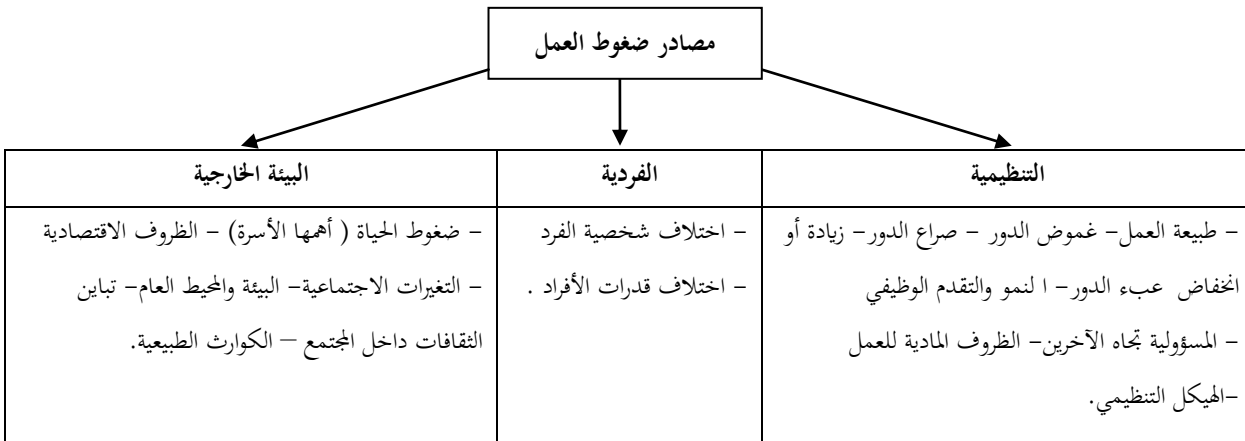 مصادر ضغوط العمل
التنظيمية
الفردية
البيئة الخارجية
– طبيعة العمل– غموض الدور – صراع الدور– زيادة أو
انخفاض عبء الدور– ا لنمو والتقدم الوظيفي
– المسؤولية تجاه الآخرين– الظروف المادية للعمل
–الهيكل التنظيمي.
– اختلاف شخصية الفرد
– اختلاف قدرات الأفراد .
– ضغوط الحياة ( أهمها الأسرة) – الظروف الاقتصادية
– التغيرات الاجتماعية– البيئة والمحيط العام– تباين
الثقافات داخل المجتمع – الكوارث الطبيعية.